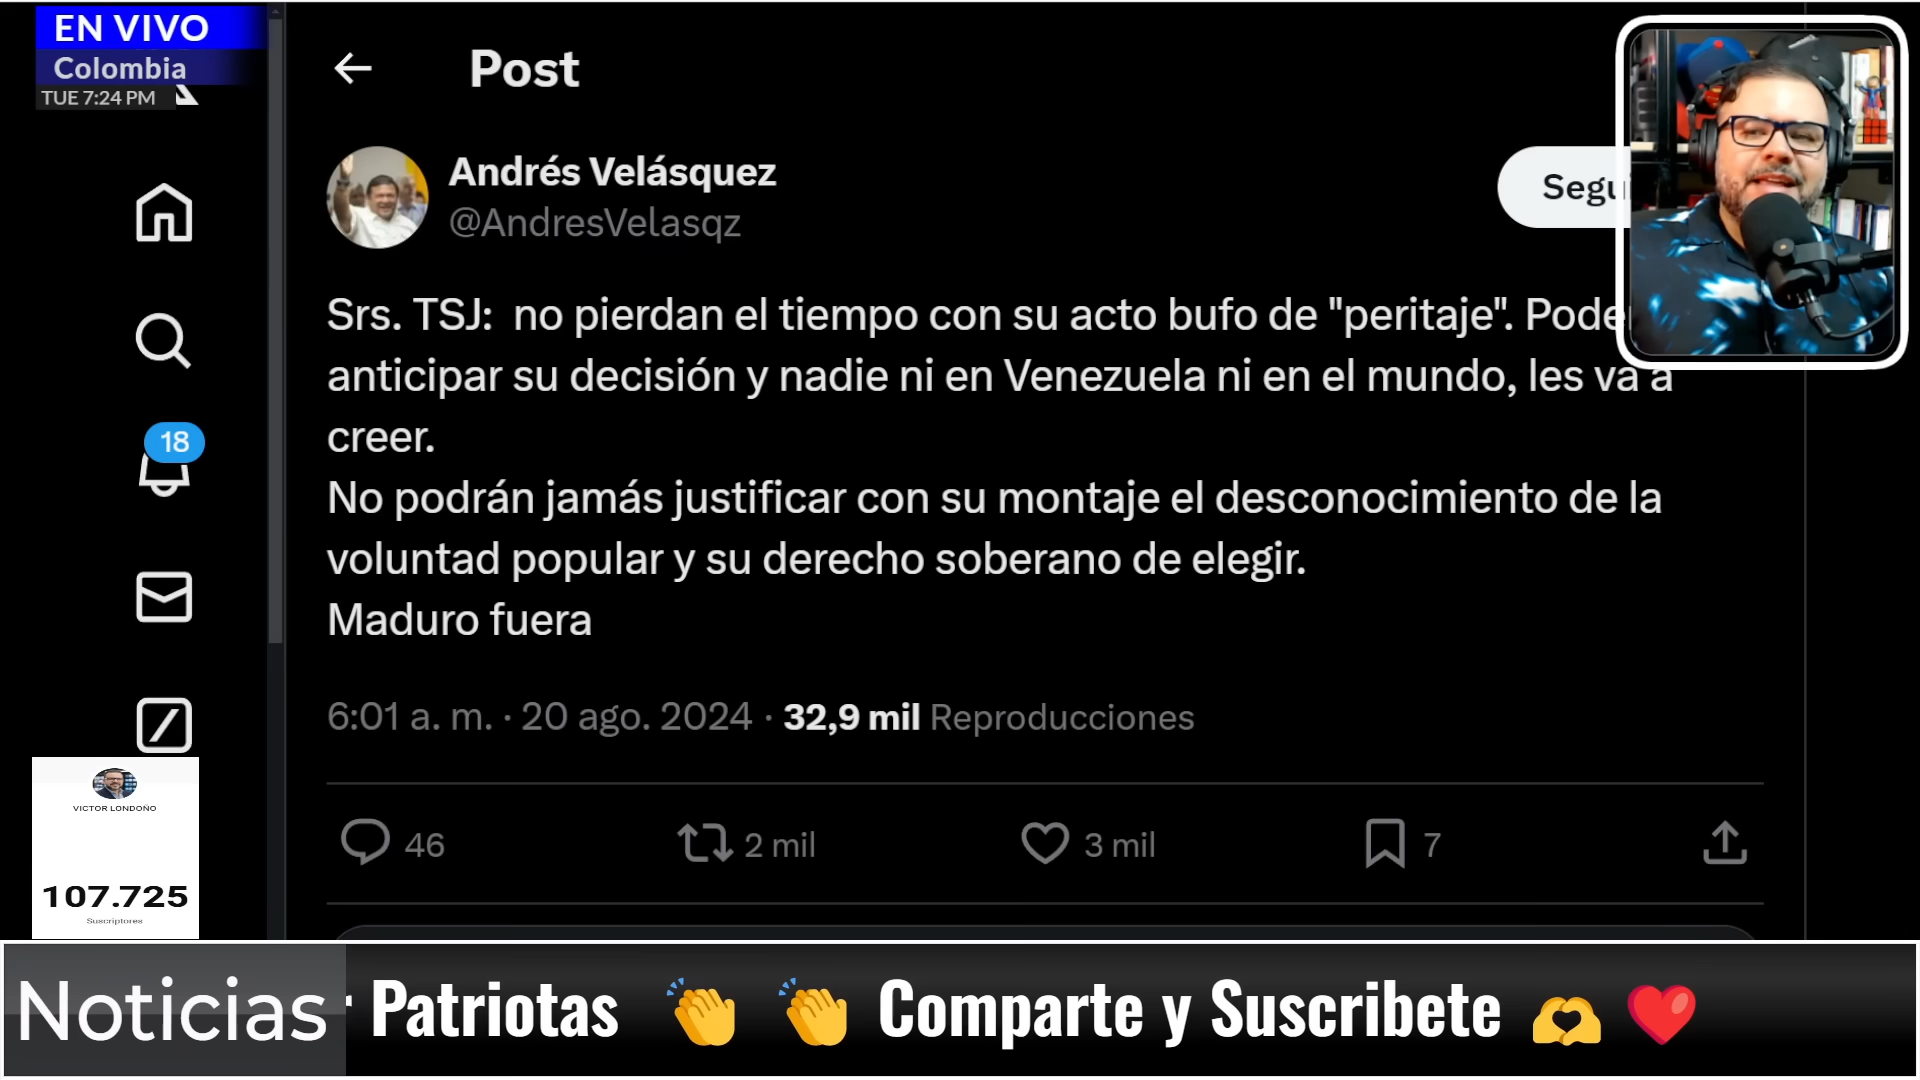 EN VIVO
Colombia
TUE 7:24 PM
Post
Andrés Velásquez
@AndresVelasqz
Segui
Srs. TSJ: no pierdan el tiempo con su acto bufo de "peritaje". Pode
anticipar su decisión y nadie ni en Venezuela ni en el mundo, les va a
creer.
No podrán jamás justificar con su montaje el desconocimiento de la
voluntad popular y su derecho soberano de elegir.
Maduro fuera
6:01 a. m. · 20 ago. 2024 · 32,9 mil Reproducciones
46 2 mil 3 mil 7
18
VICTOR LONDOÑO
107.725
Suscriptores
Noticias r Patriotas 👏 👏 Comparte y Suscribete 🫶 ❤️